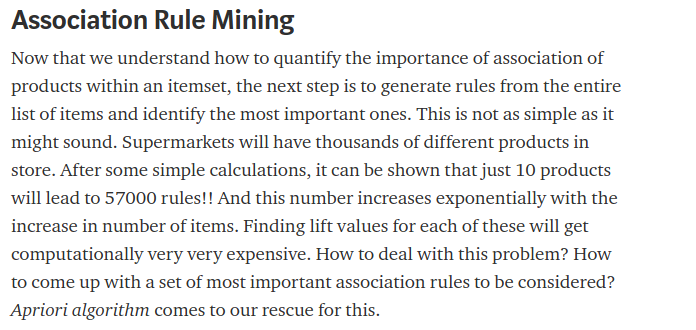 Association Rule Mining
Now that we understand how to quantify the importance of association of
products within an itemset, the next step is to generate rules from the entire
list of items and identify the most important ones. This is not as simple as it
might sound. Supermarkets will have thousands of different products in
store. After some simple calculations, it can be shown that just 10 products
will lead to 57000 rules!! And this number increases exponentially with the
increase in number of items. Finding lift values for each of these will get
computationally very very expensive. How to deal with this problem? How
to come up with a set of most important association rules to be considered?
Apriori algorithm comes to our rescue for this.